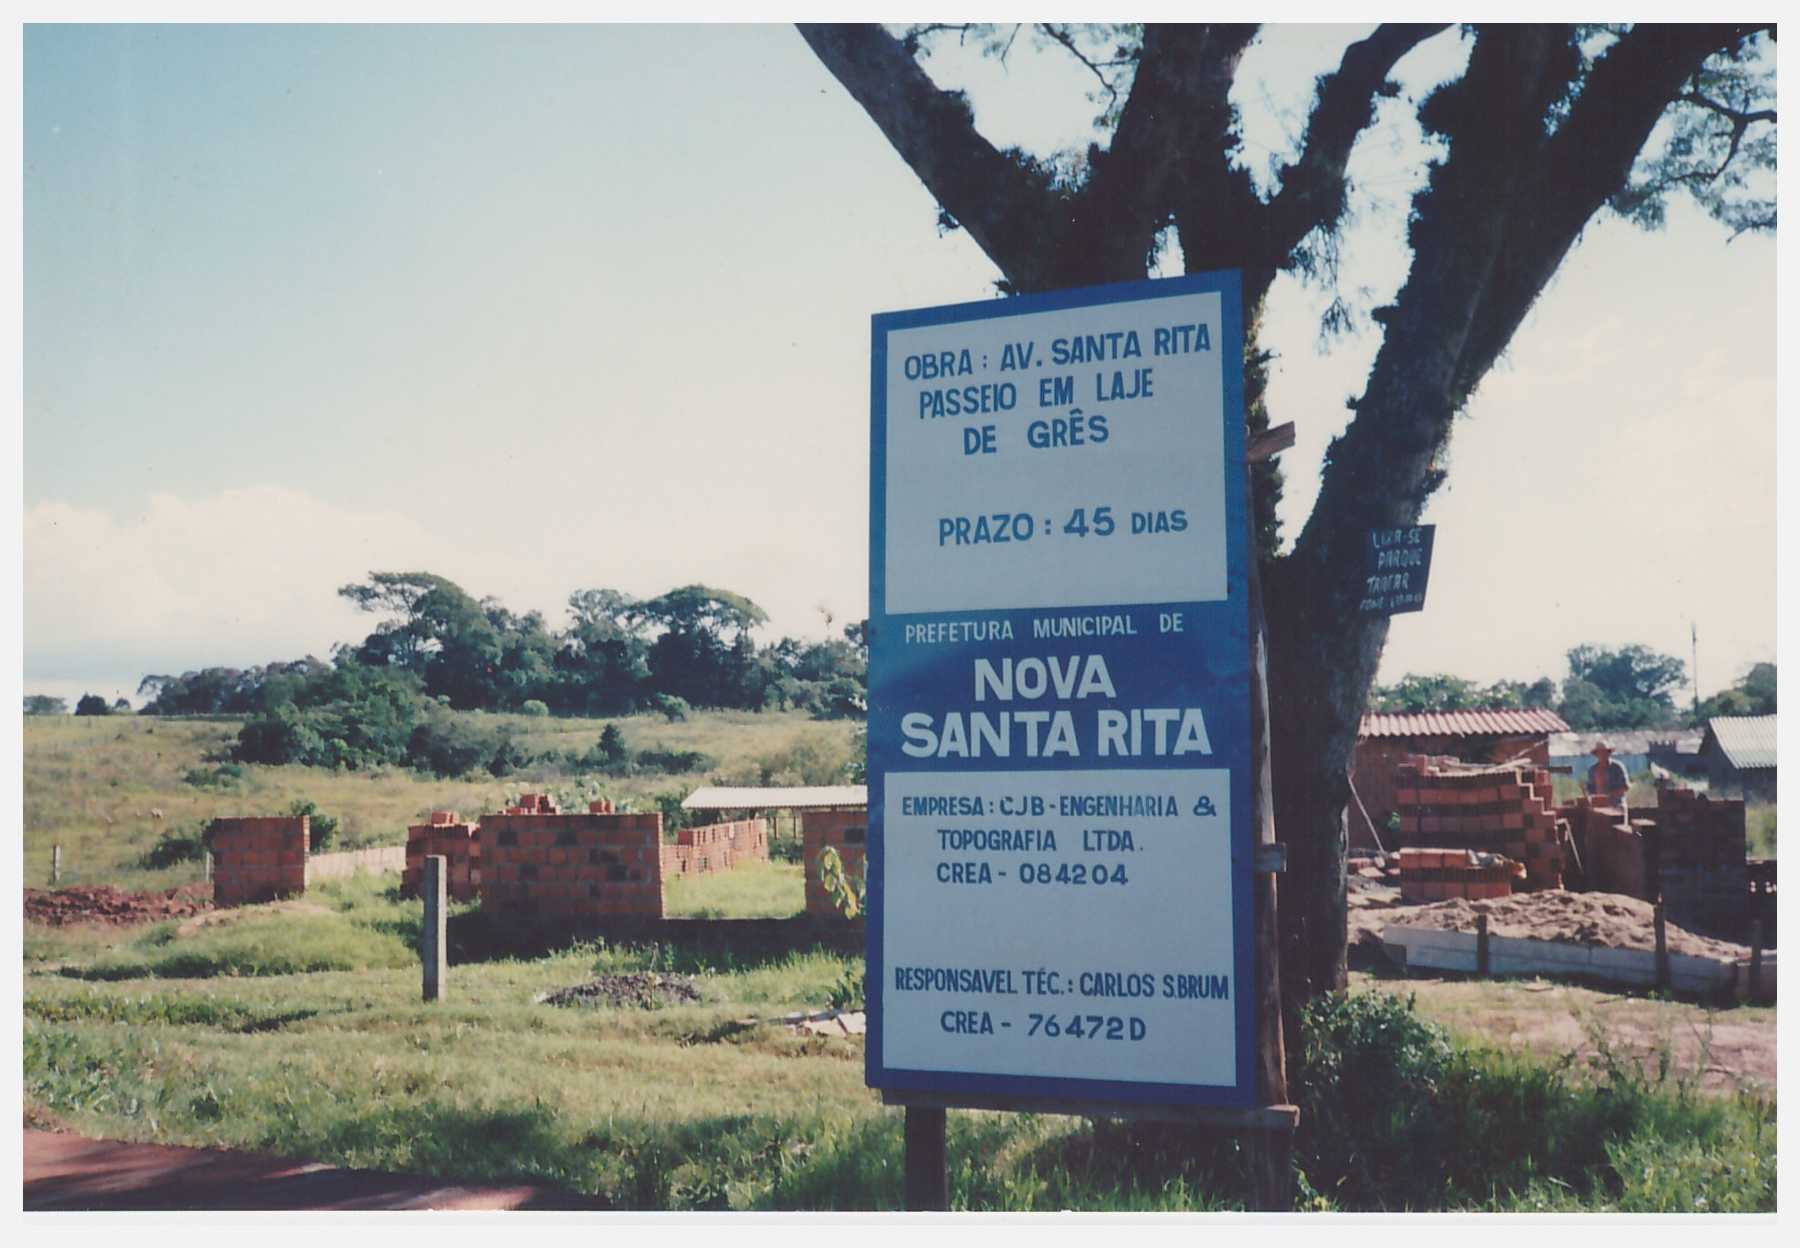 OBRA : AV. SANTA RITA
PASSEIO EM LAJE
DE GRÊS
PRAZO : 45 DIAS
PREFETURA MUNICIPAL DE
NOVA
SANTA RITA
EMPRESA : CJB - ENGENHARIA &
TOPOGRAFIA LTDA.
CREA - 084204
RESPONSAVEL TÉC. : CARLOS S.BRUM
CREA - 76472D
PARQUE